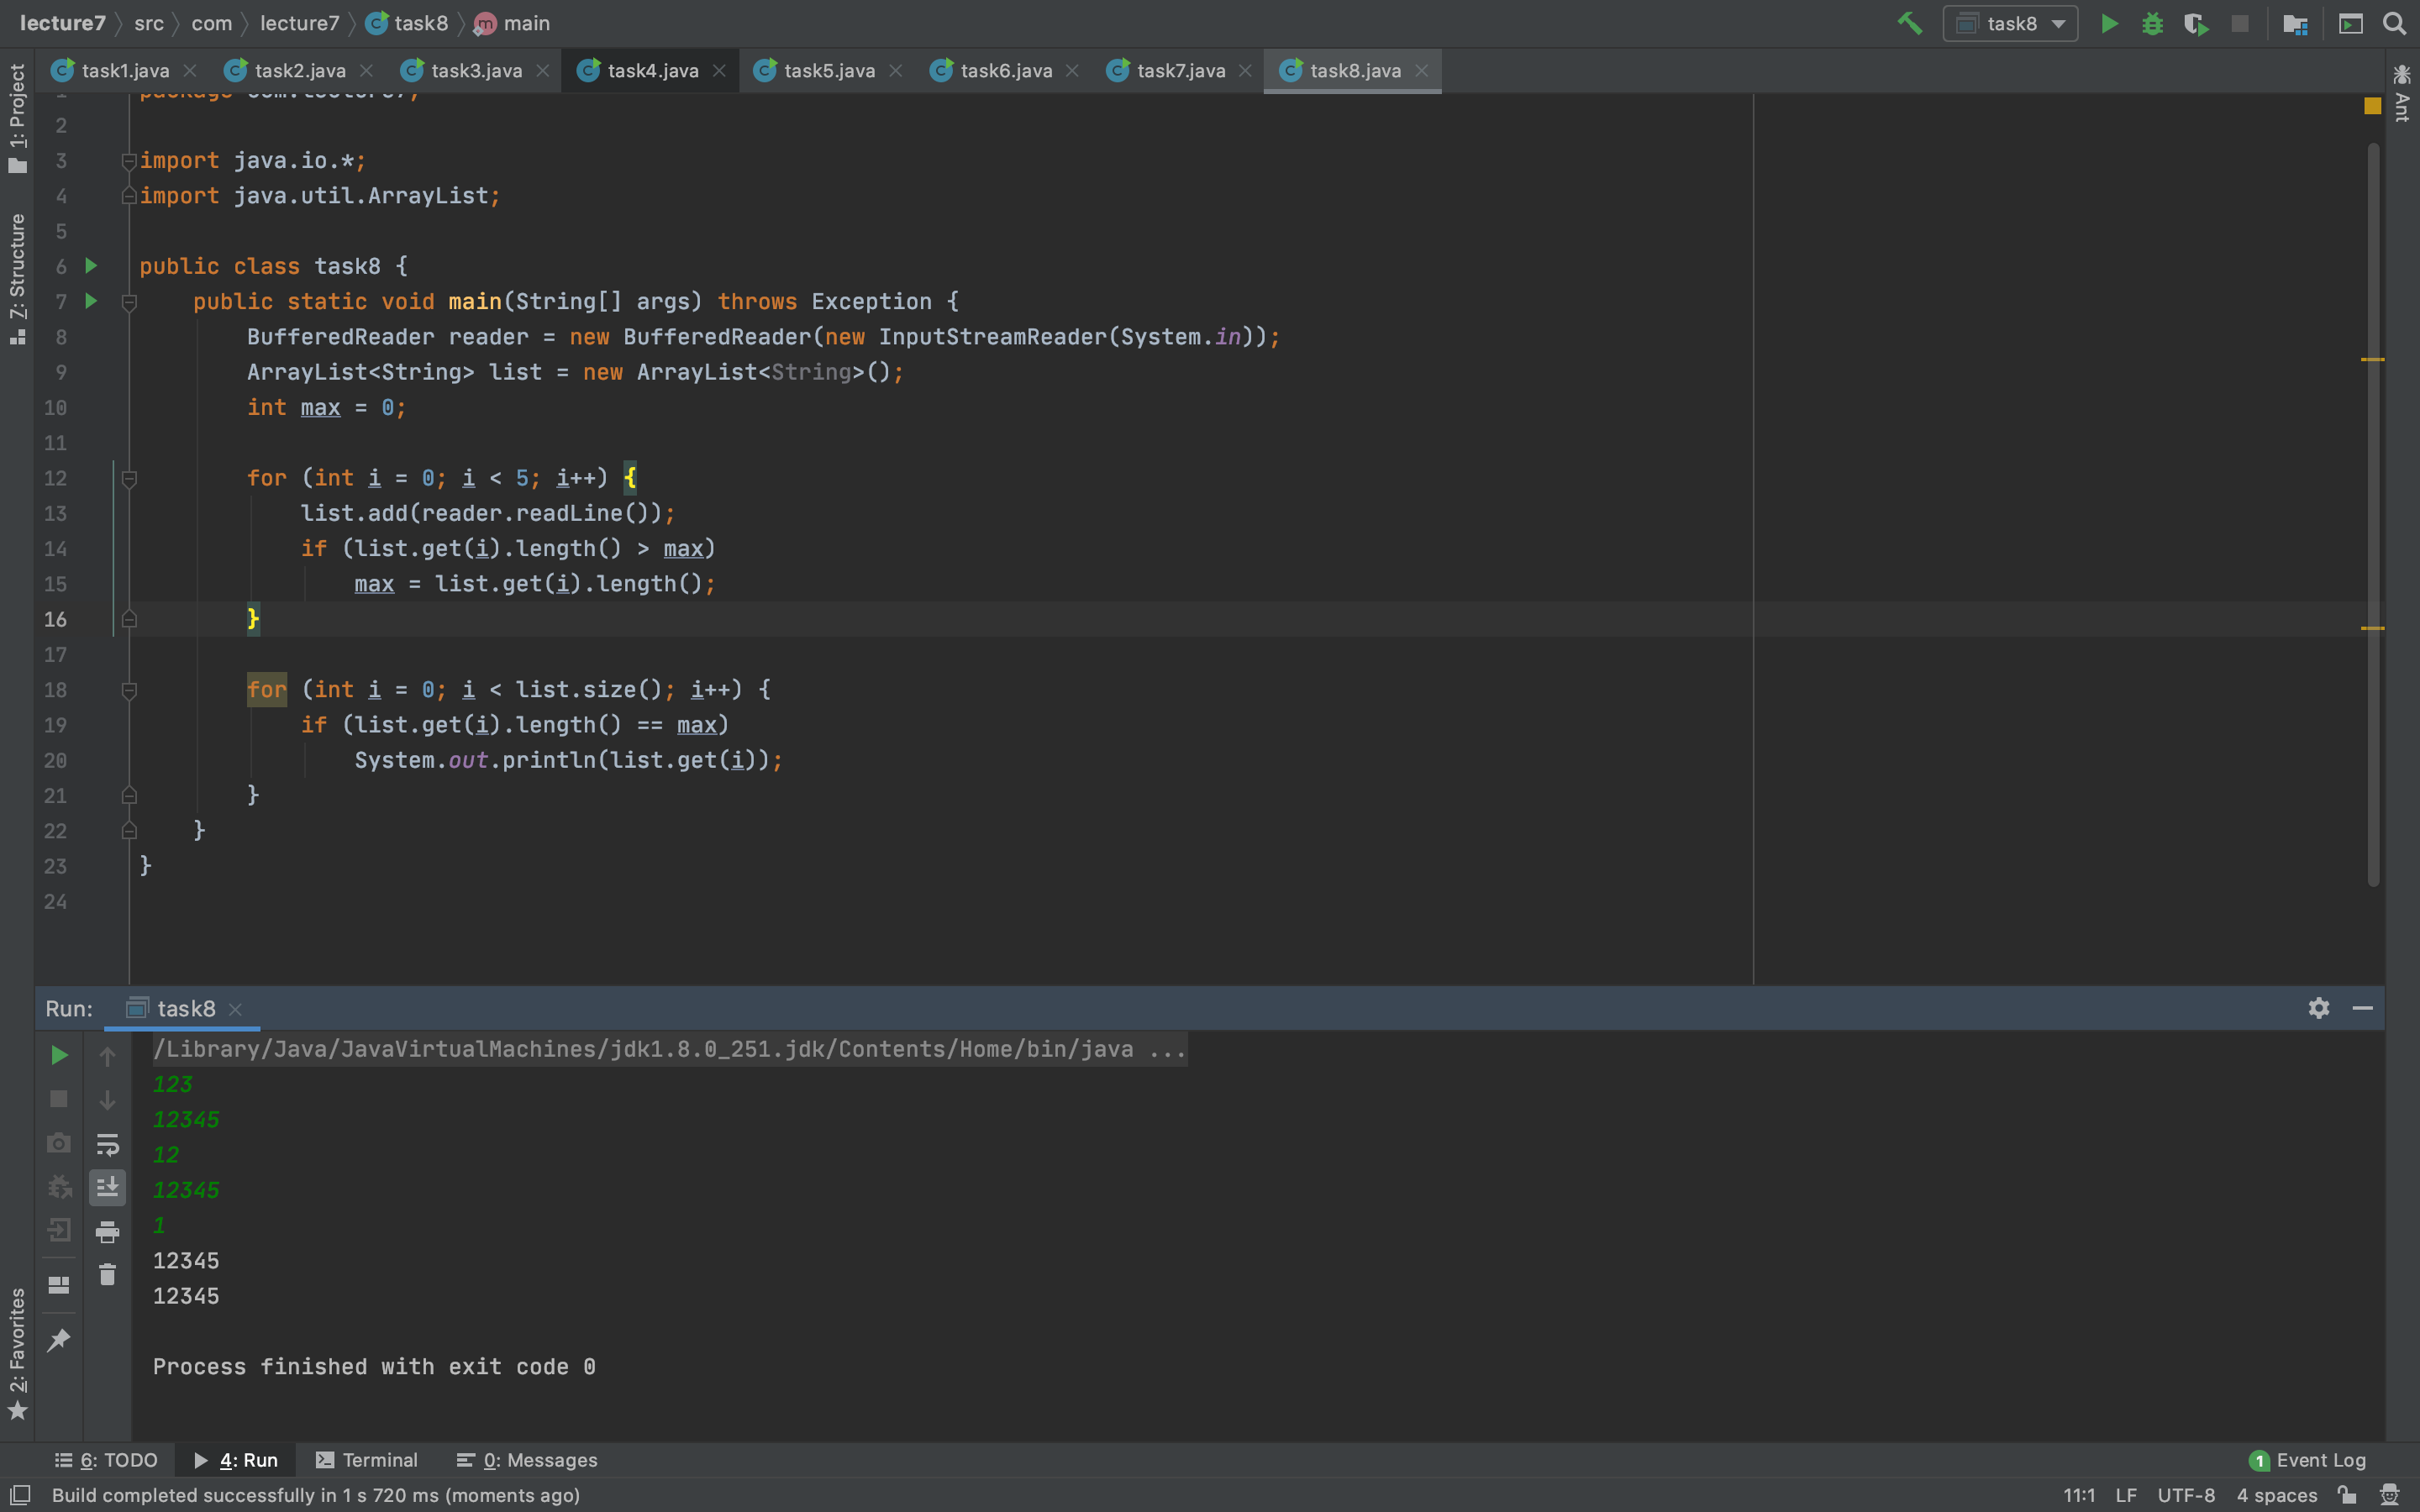 lecture7 src com lecture7 task8 main
task8
task1.java task2.java task3.java task4.java task5.java task6.java task7.java task8.java
1: Project
7: Structure
2: Favorites
Ant
1 package com.lecture7;
2
3 import java.io.*;
4 import java.util.ArrayList;
5
6 public class task8 {
7 public static void main(String[] args) throws Exception {
8 BufferedReader reader = new BufferedReader(new InputStreamReader(System.in));
9 ArrayList<String> list = new ArrayList<String>();
10 int max = 0;
11
12 for (int i = 0; i < 5; i++) {
13 list.add(reader.readLine());
14 if (list.get(i).length() > max)
15 max = list.get(i).length();
16 }
17
18 for (int i = 0; i < list.size(); i++) {
19 if (list.get(i).length() == max)
20 System.out.println(list.get(i));
21 }
22 }
23 }
24
Run: task8
/Library/Java/JavaVirtualMachines/jdk1.8.0_251.jdk/Contents/Home/bin/java ...
123
12345
12
12345
1
12345
12345
Process finished with exit code 0
6: TODO 4: Run Terminal 0: Messages 1 Event Log
Build completed successfully in 1 s 720 ms (moments ago) 11:1 LF UTF-8 4 spaces